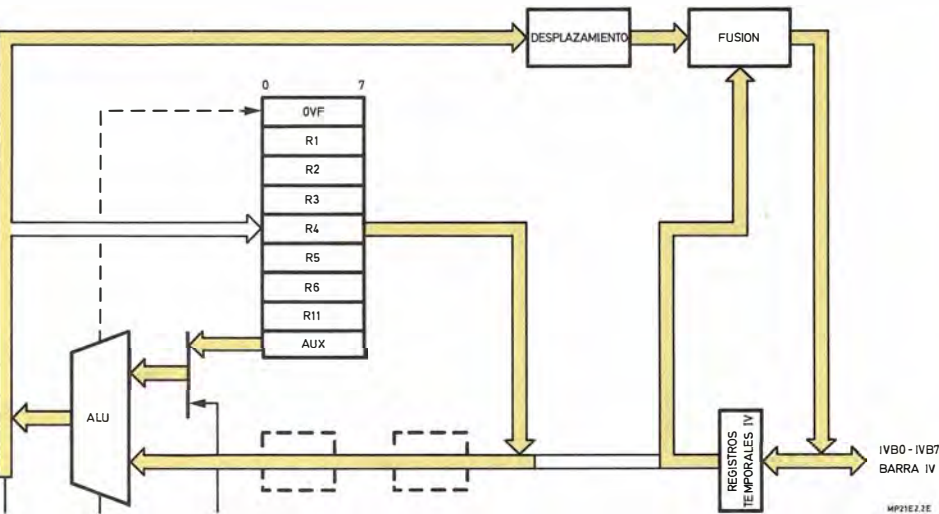 DESPLAZAMIENTO
FUSION
0 7
OVF
R1
R2
R3
R4
R5
R6
R11
AUX
ALU
REGISTROS
TEMPORALES IV
IVB0 - IVB7
BARRA IV
MP21E2.2E